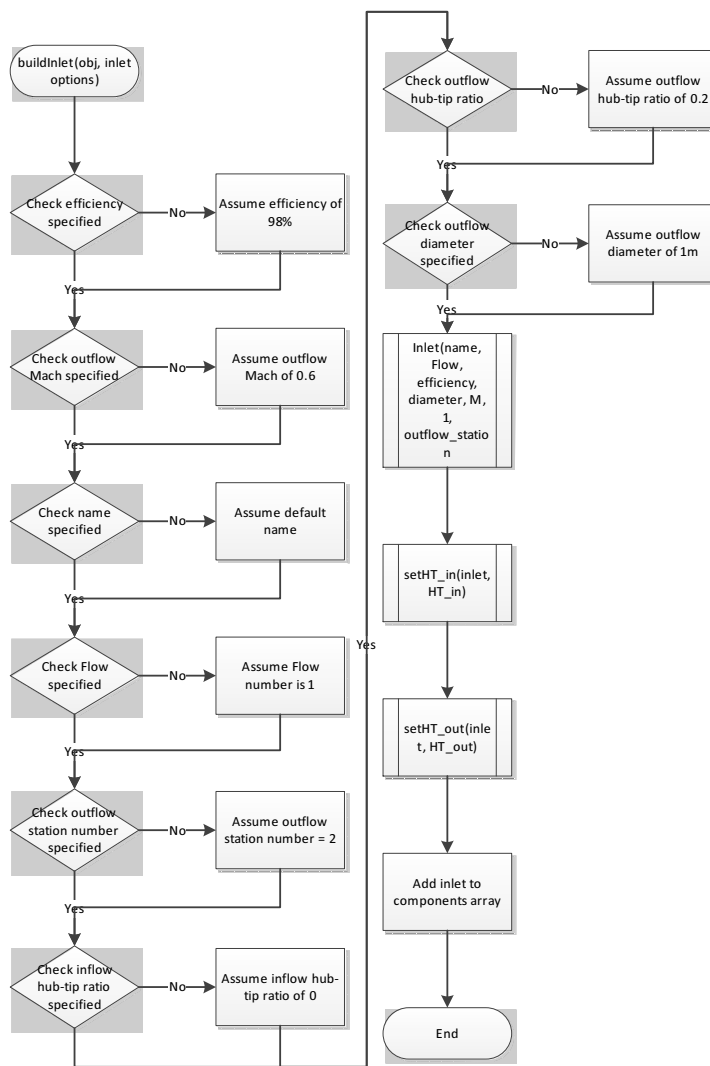 buildInlet(obj, inlet
options)
Check efficiency
specified
No
Assume efficiency of
98%
Yes
Check outflow
Mach specified
No
Assume outflow
Mach of 0.6
Yes
Check name
specified
No
Assume default
name
Yes
Check Flow
specified
No
Assume Flow
number is 1
Yes
Check outflow
station number
specified
No
Assume outflow
station number = 2
Yes
Check inflow
hub-tip ratio
specified
No
Assume inflow hub-
tip ratio of 0
Yes
Check outflow
hub-tip ratio
No
Assume outflow
hub-tip ratio of 0.2
Yes
Check outflow
diameter
specified
No
Assume outflow
diameter of 1m
Yes
Inlet(name,
Flow,
efficiency,
diameter, M,
1,
outflow_statio
n
setHT_in(inlet,
HT_in)
setHT_out(inle
t, HT_out)
Add inlet to
components array
End